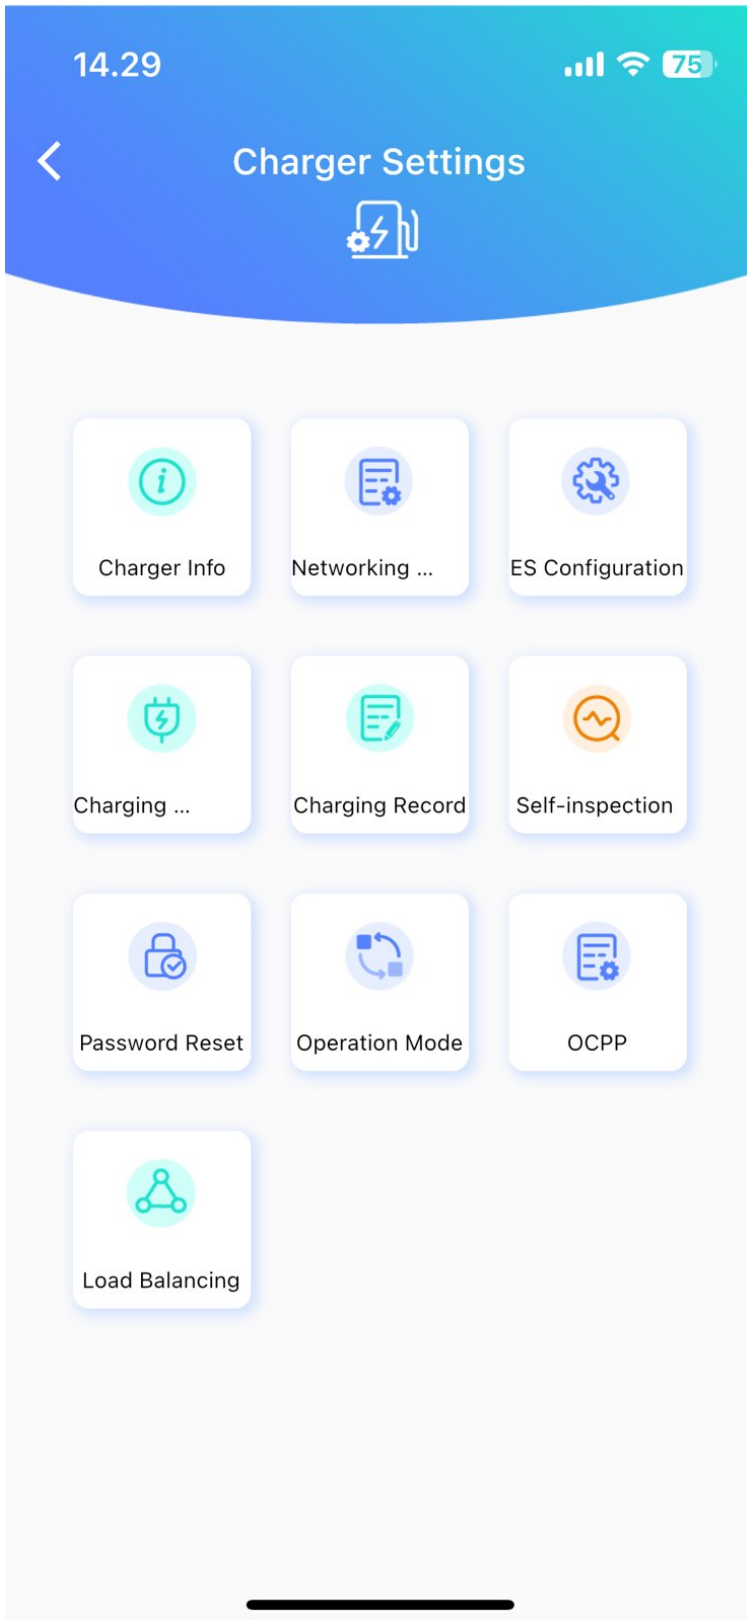 14.29
75
Charger Settings
Charger Info
Networking ...
ES Configuration
Charging ...
Charging Record
Self-inspection
Password Reset
Operation Mode
OCPP
Load Balancing